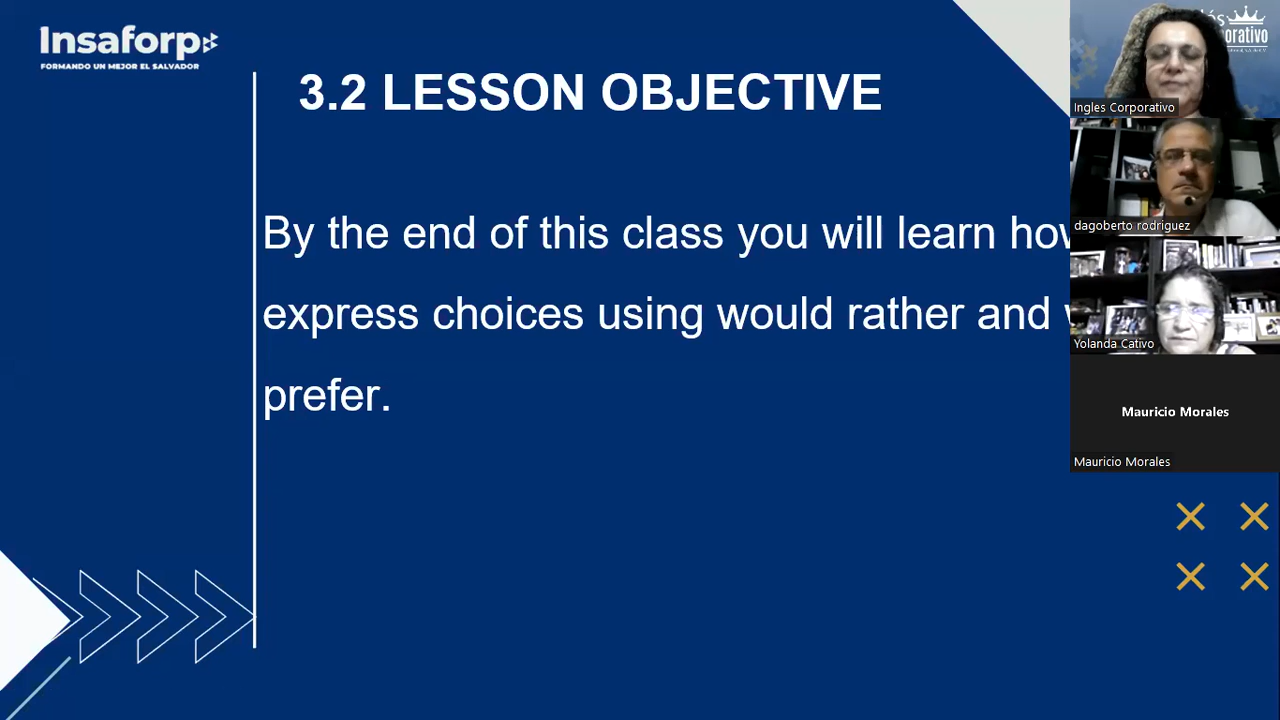 Insaforp
FORMANDO UN MEJOR EL SALVADOR
3.2 LESSON OBJECTIVE
By the end of this class you will learn how
express choices using would rather and
prefer.
Ingles Corporativo
dagoberto rodriguez
Yolanda Cativo
Mauricio Morales
Mauricio Morales